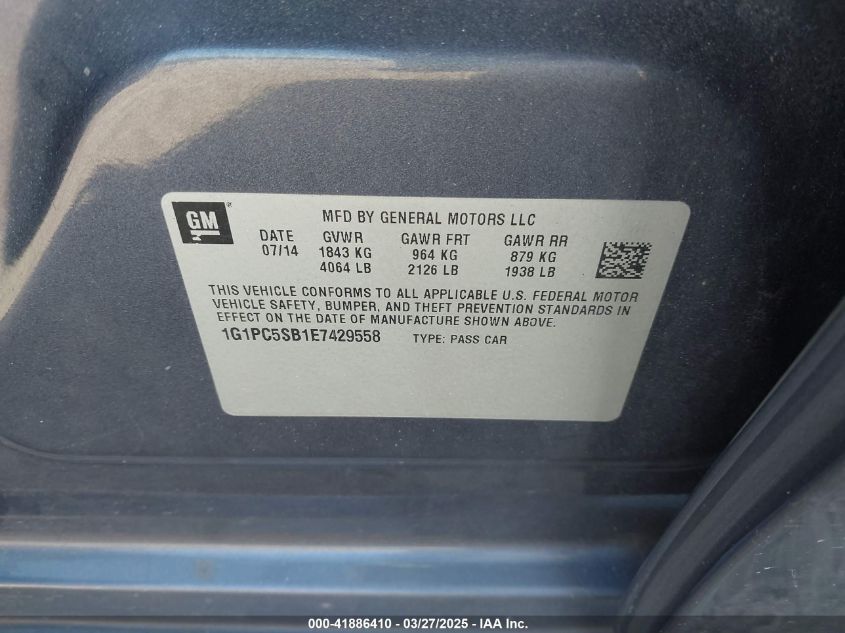 GM®
MFD BY GENERAL MOTORS LLC
DATE GVWR GAWR FRT GAWR RR
07/14 1843 KG 964 KG 879 KG
4064 LB 2126 LB 1938 LB
THIS VEHICLE CONFORMS TO ALL APPLICABLE U.S. FEDERAL MOTOR
VEHICLE SAFETY, BUMPER, AND THEFT PREVENTION STANDARDS IN
EFFECT ON THE DATE OF MANUFACTURE SHOWN ABOVE.
1G1PC5SB1E7429558 TYPE: PASS CAR
000-41886410 - 03/27/2025 - IAA Inc.